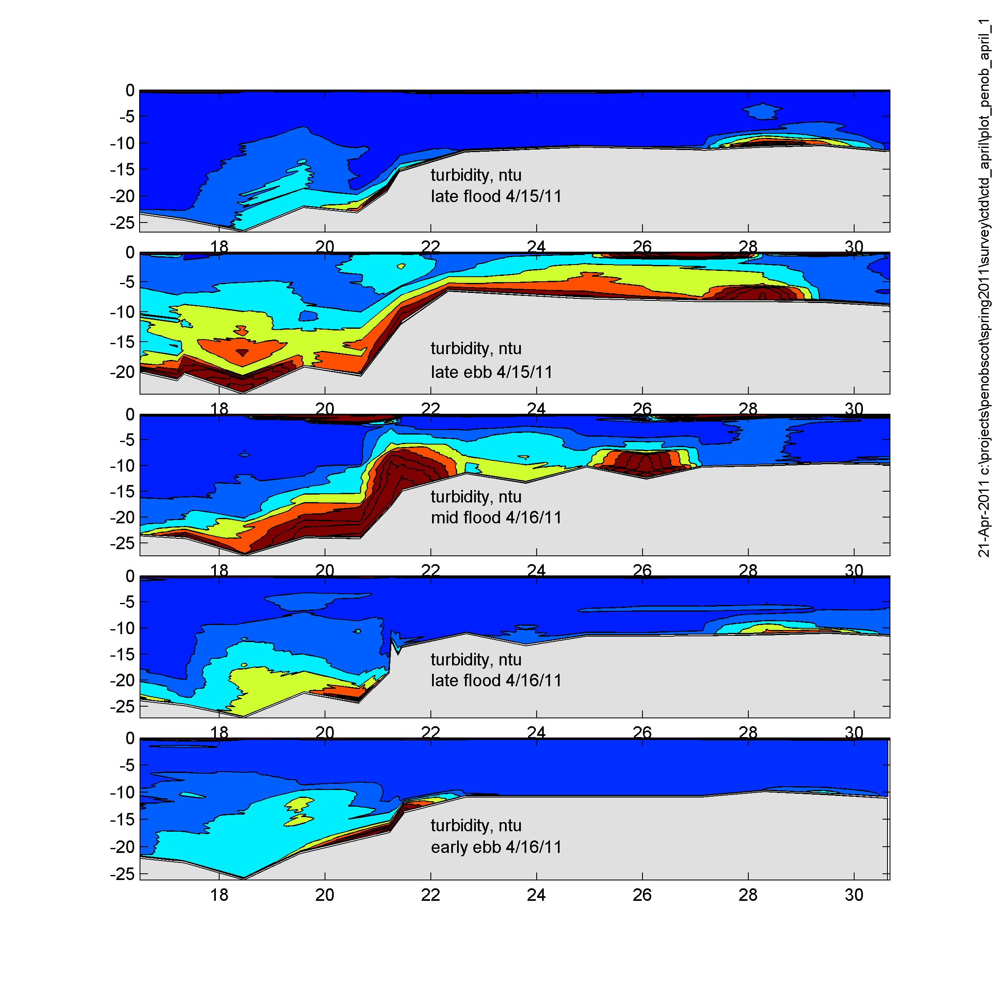 0
-5
-10
-15
-20
-25
turbidity, ntu
late flood 4/15/11
18 20 22 24 26 28 30
0
-5
-10
-15
-20
turbidity, ntu
late ebb 4/15/11
18 20 22 24 26 28 30
0
-5
-10
-15
-20
-25
turbidity, ntu
mid flood 4/16/11
18 20 22 24 26 28 30
0
-5
-10
-15
-20
-25
turbidity, ntu
late flood 4/16/11
18 20 22 24 26 28 30
0
-5
-10
-15
-20
-25
turbidity, ntu
early ebb 4/16/11
18 20 22 24 26 28 30
21-Apr-2011 c:\projects\penobscot\spring2011\survey\ctd\ctd_april\plot_penob_april_1